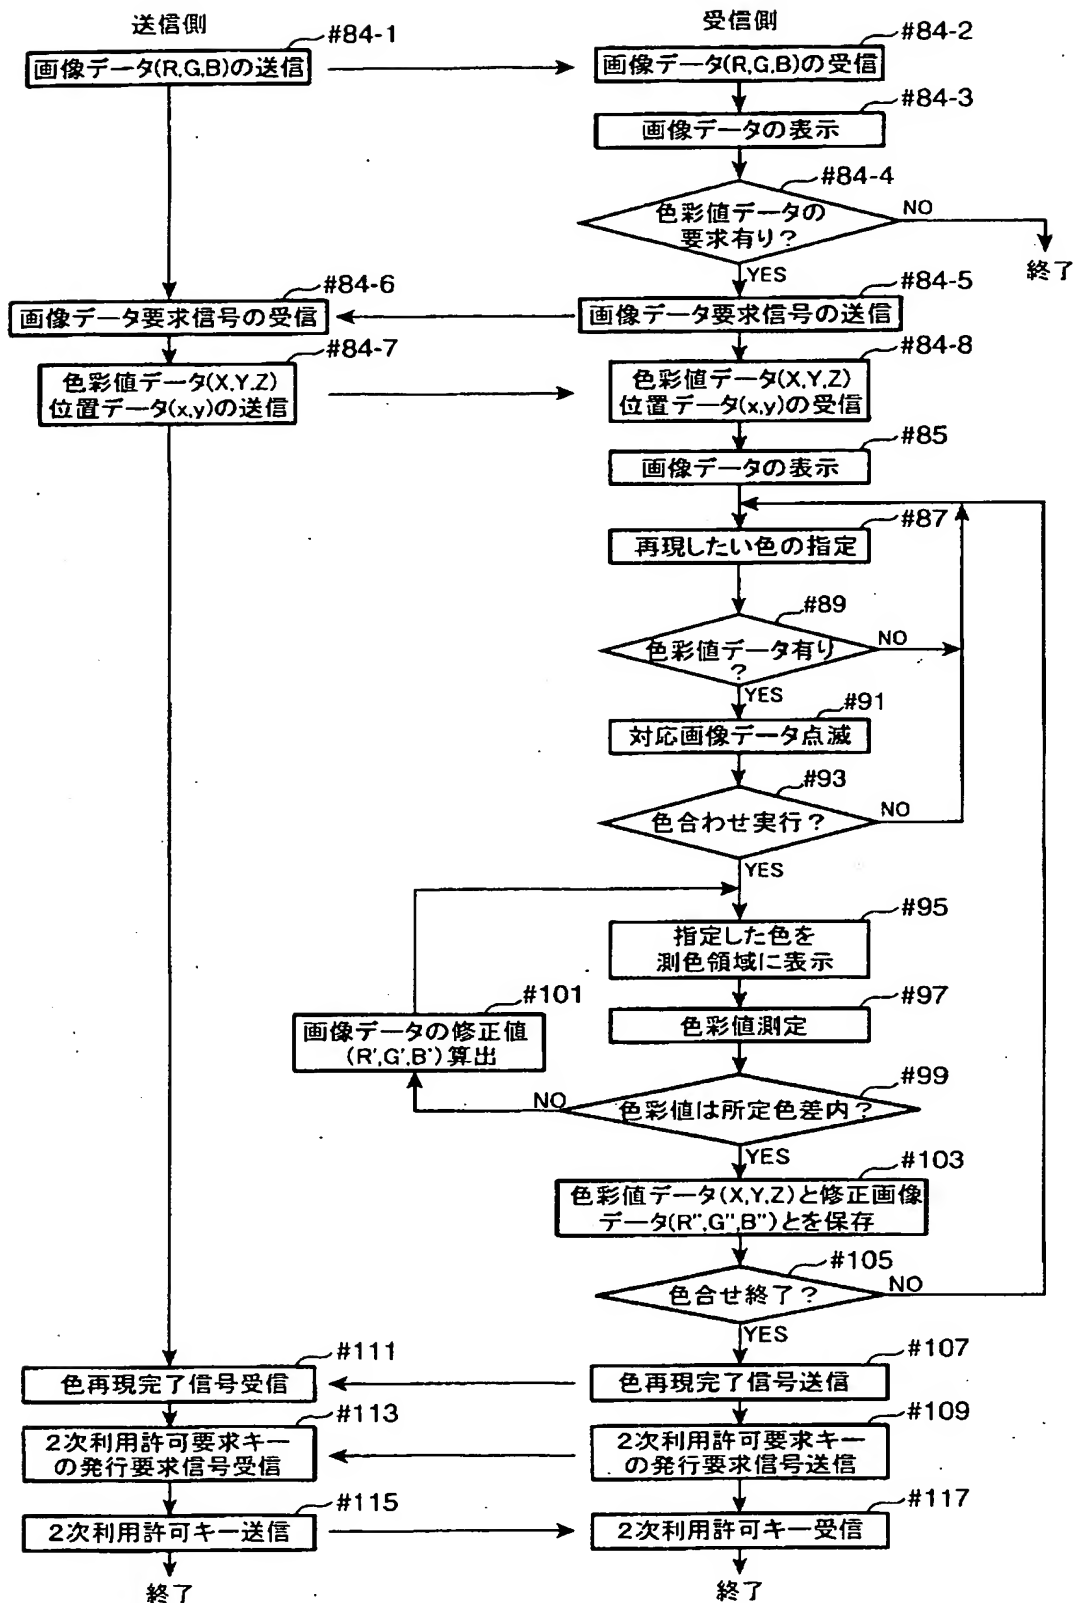 送信側
受信側
#84-1
画像データ(R,G,B)の送信
#84-2
画像データ(R,G,B)の受信
#84-3
画像データの表示
#84-4
色彩値データの
要求有り?
NO
終了
YES
#84-6
画像データ要求信号の受信
#84-5
画像データ要求信号の送信
#84-7
色彩値データ(X,Y,Z)
位置データ(x,y)の送信
#84-8
色彩値データ(X,Y,Z)
位置データ(x,y)の受信
#85
画像データの表示
#87
再現したい色の指定
#89
色彩値データ有り
?
NO
YES
#91
対応画像データ点滅
#93
色合わせ実行?
NO
YES
#95
指定した色を
測色領域に表示
#97
色彩値測定
#101
画像データの修正値
(R',G',B')算出
#99
色彩値は所定色差内?
NO
YES
#103
色彩値データ(X,Y,Z)と修正画像
データ(R",G",B")とを保存
#105
色合せ終了?
NO
YES
#111
色再現完了信号受信
#107
色再現完了信号送信
#113
2次利用許可要求キー
の発行要求信号受信
#109
2次利用許可要求キー
の発行要求信号送信
#115
2次利用許可キー送信
#117
2次利用許可キー受信
終了
終了